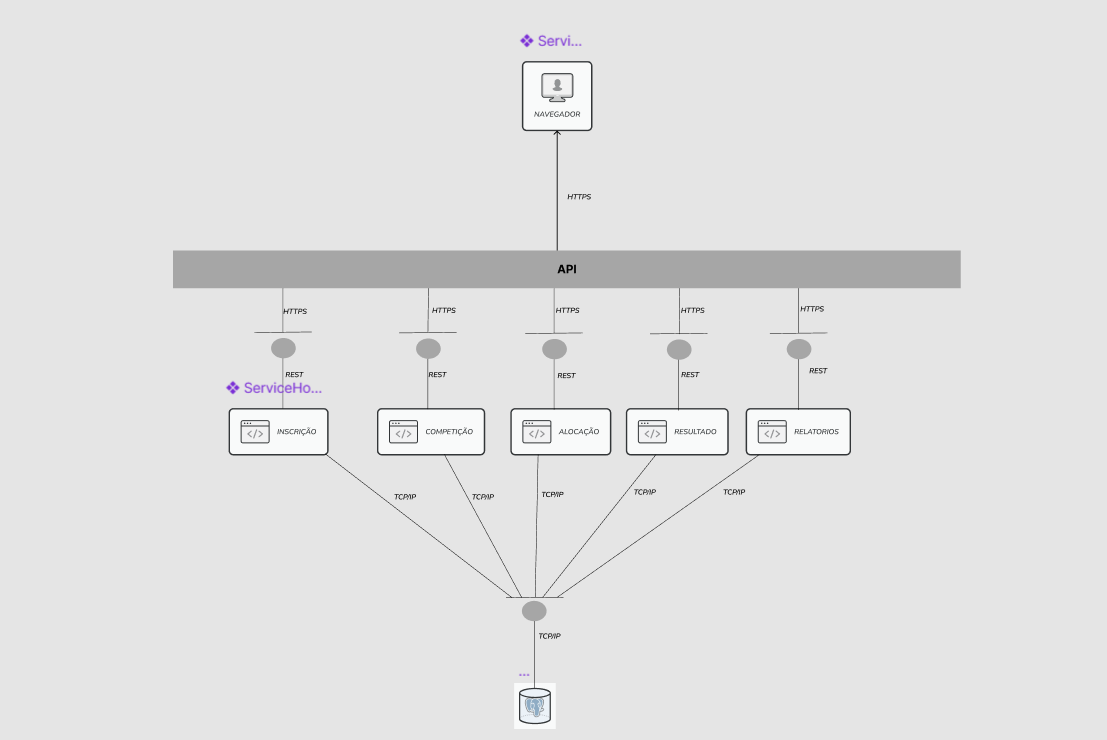 Servi...
NAVEGADOR
HTTPS
API
HTTPS
HTTPS
HTTPS
HTTPS
HTTPS
REST
REST
REST
REST
REST
ServiceHo...
INSCRIÇÃO
COMPETIÇÃO
ALOCAÇÃO
RESULTADO
RELATORIOS
TCP/IP
TCP/IP
TCP/IP
TCP/IP
TCP/IP
TCP/IP
...